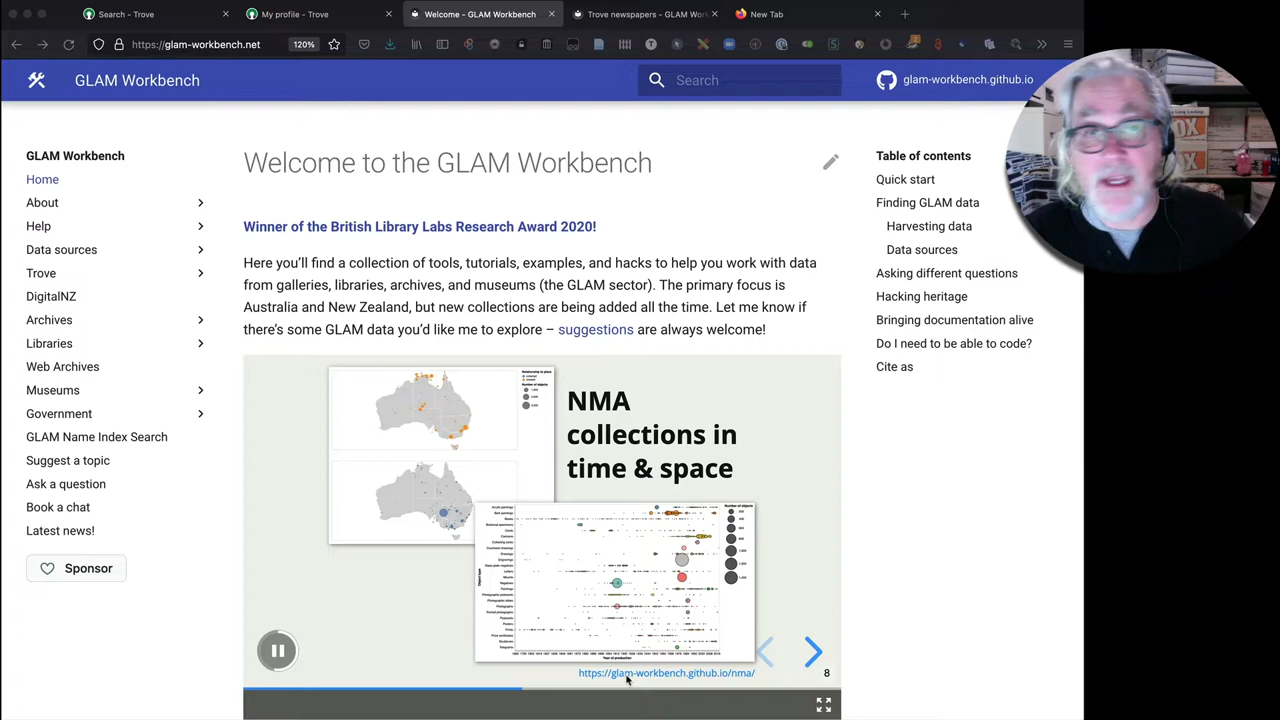 Search - Trove
My profile - Trove
Welcome - GLAM Workbench
Trove newspapers - GLAM Wor
New Tab
https://glam-workbench.net
120%
GLAM Workbench
Search
glam-workbench.github.io
GLAM Workbench
Home
About
Help
Data sources
Trove
DigitalNZ
Archives
Libraries
Web Archives
Museums
Government
GLAM Name Index Search
Suggest a topic
Ask a question
Book a chat
Latest news!
Sponsor
Welcome to the GLAM Workbench
Winner of the British Library Labs Research Award 2020!
Here you’ll find a collection of tools, tutorials, examples, and hacks to help you work with data
from galleries, libraries, archives, and museums (the GLAM sector). The primary focus is
Australia and New Zealand, but new collections are being added all the time. Let me know if
there’s some GLAM data you’d like me to explore – suggestions are always welcome!
NMA
collections in
time & space
https://glam-workbench.github.io/nma/
8
Table of contents
Quick start
Finding GLAM data
Harvesting data
Data sources
Asking different questions
Hacking heritage
Bringing documentation alive
Do I need to be able to code?
Cite as